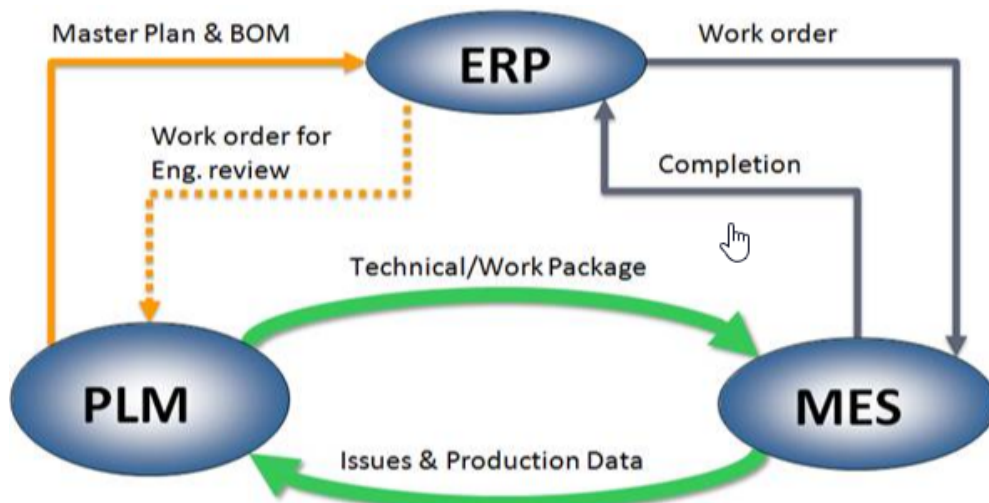 Master Plan & BOM
ERP
Work order
Work order for
Eng. review
Completion
Technical/Work Package
PLM
MES
Issues & Production Data